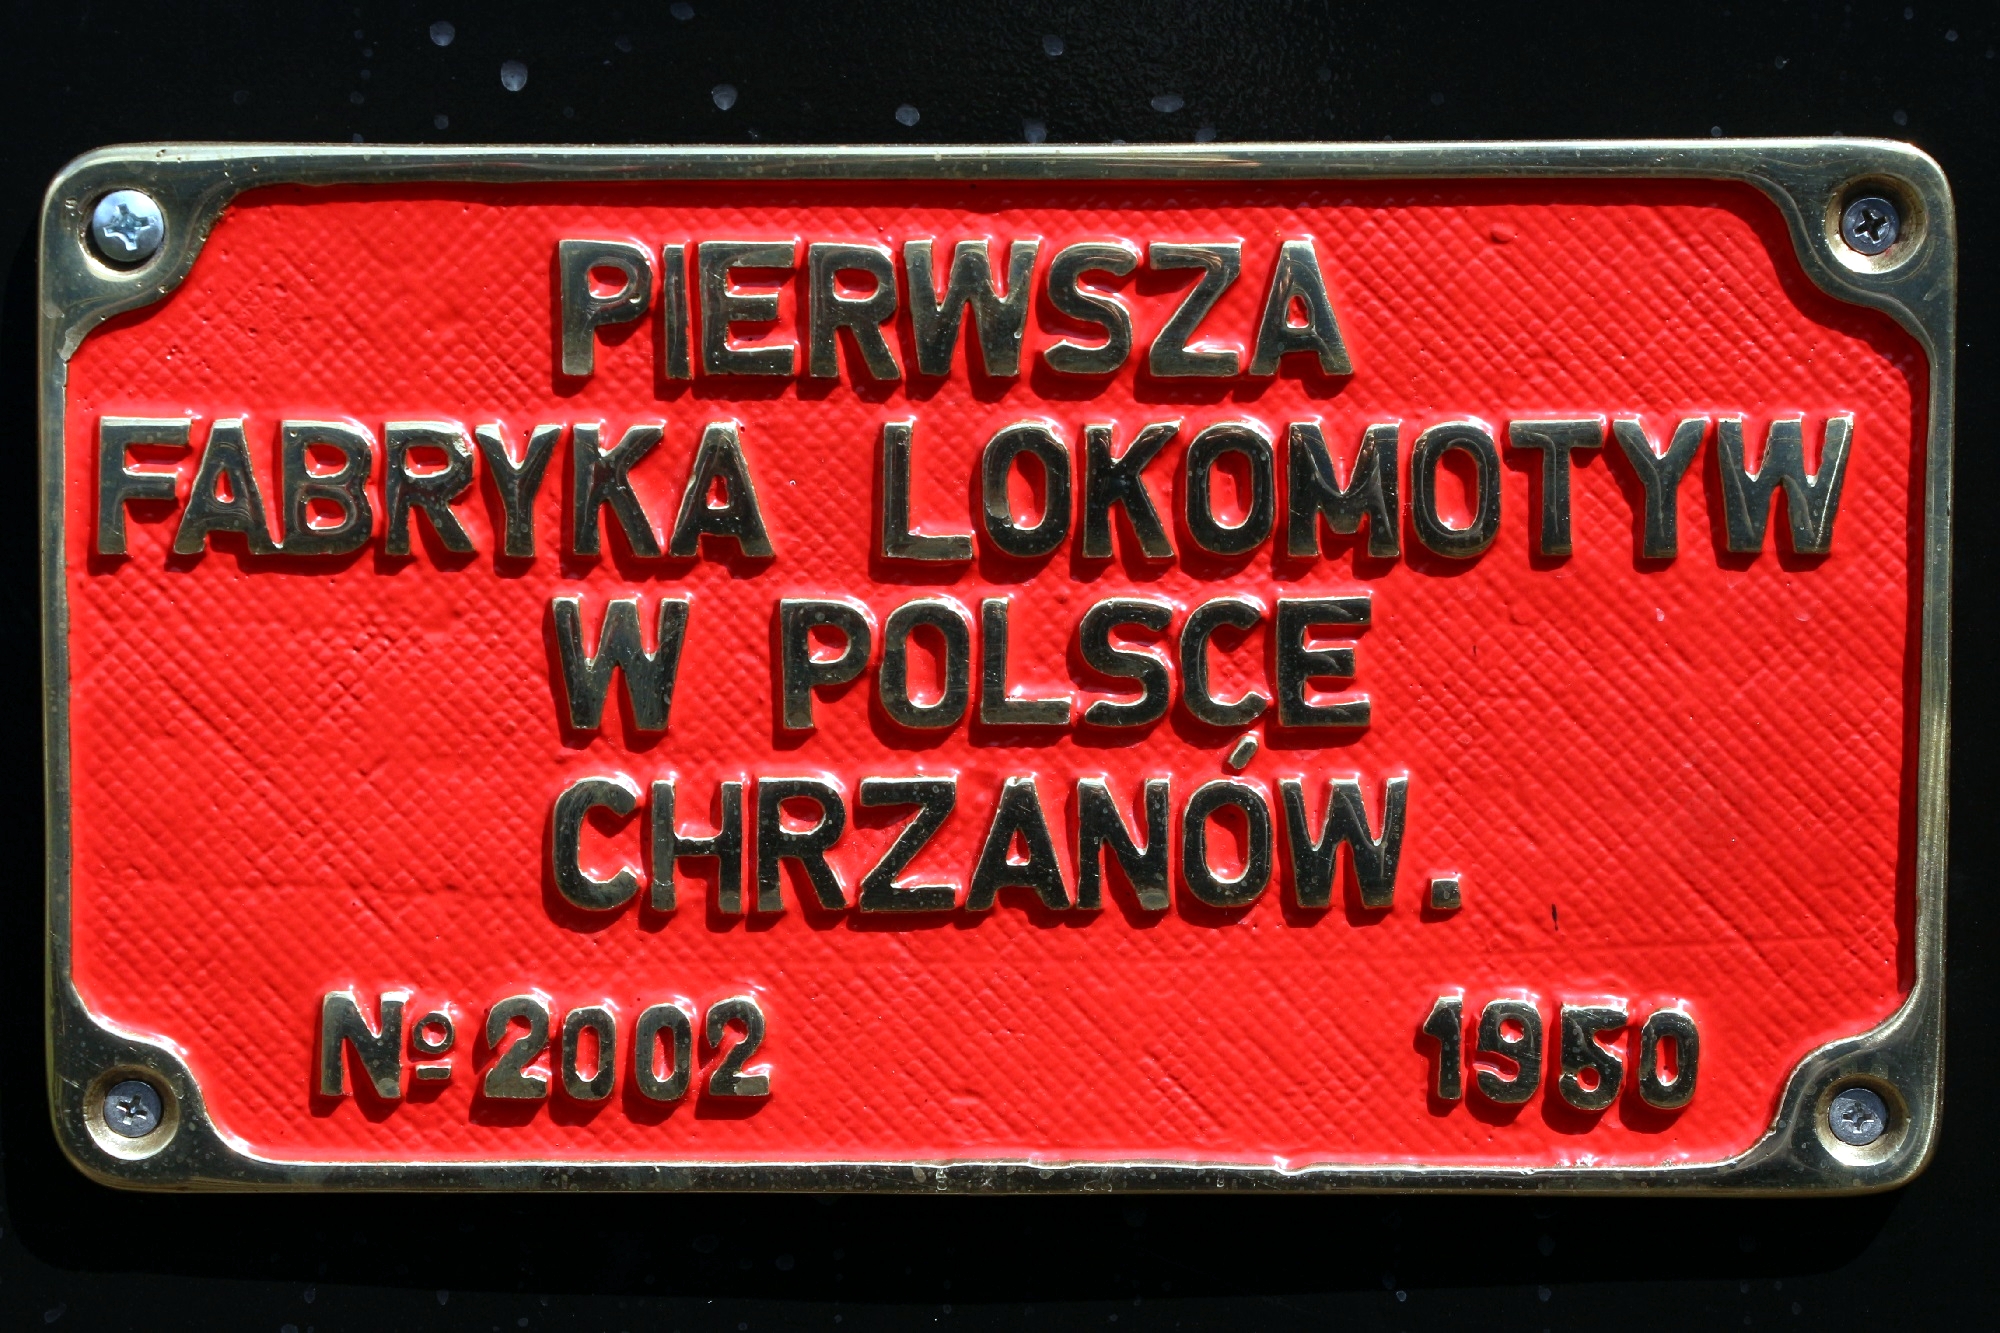 PIERWSZA
FABRYKA LOKOMOTYW
W POLSCE
CHRZANÓW.
Nº 2002 1950